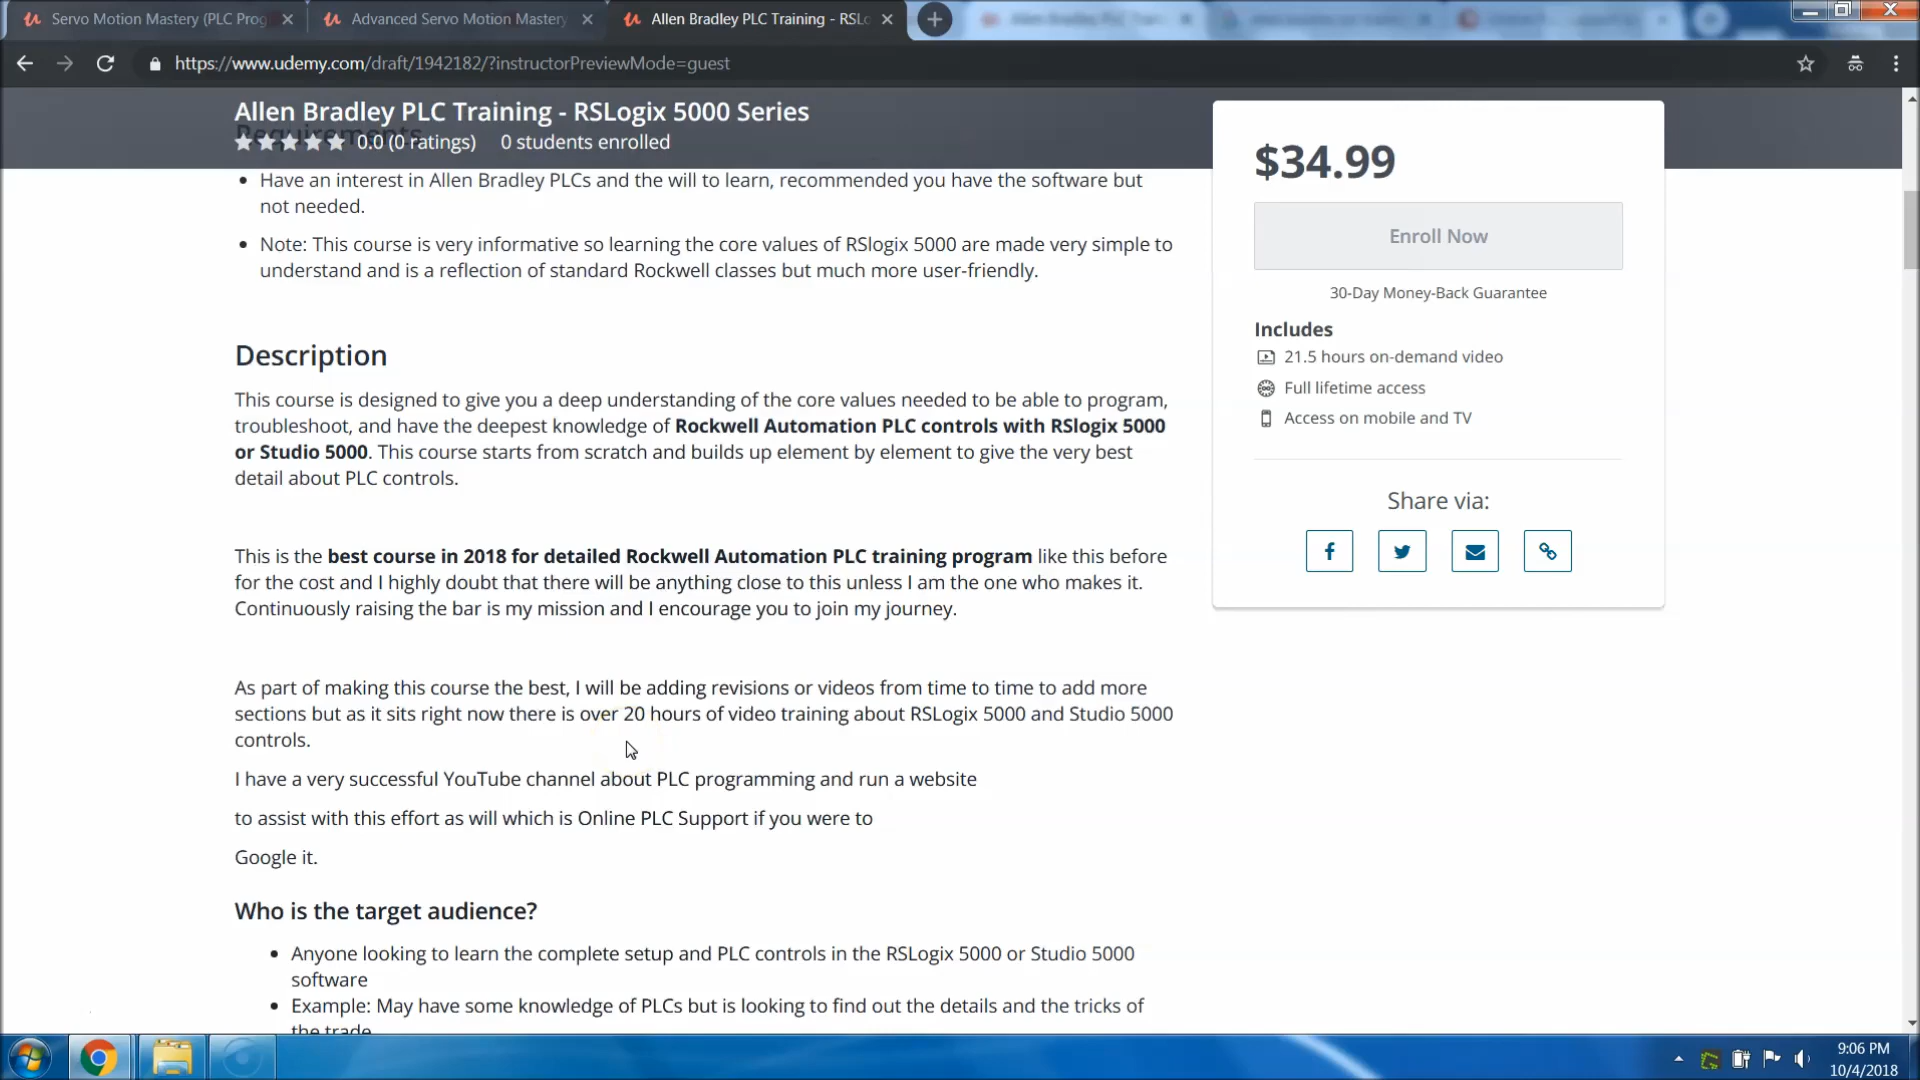 Servo Motion Mastery (PLC Prog
Advanced Servo Motion Mastery
Allen Bradley PLC Training - RSLo
https://www.udemy.com/draft/1942182/?instructorPreviewMode=guest
Allen Bradley PLC Training - RSLogix 5000 Series
Requirements
0.0 (0 ratings) 0 students enrolled
Have an interest in Allen Bradley PLCs and the will to learn, recommended you have the software but
not needed.
Note: This course is very informative so learning the core values of RSlogix 5000 are made very simple to
understand and is a reflection of standard Rockwell classes but much more user-friendly.
Description
This course is designed to give you a deep understanding of the core values needed to be able to program,
troubleshoot, and have the deepest knowledge of Rockwell Automation PLC controls with RSlogix 5000
or Studio 5000. This course starts from scratch and builds up element by element to give the very best
detail about PLC controls.
This is the best course in 2018 for detailed Rockwell Automation PLC training program like this before
for the cost and I highly doubt that there will be anything close to this unless I am the one who makes it.
Continuously raising the bar is my mission and I encourage you to join my journey.
As part of making this course the best, I will be adding revisions or videos from time to time to add more
sections but as it sits right now there is over 20 hours of video training about RSLogix 5000 and Studio 5000
controls.
I have a very successful YouTube channel about PLC programming and run a website
to assist with this effort as will which is Online PLC Support if you were to
Google it.
Who is the target audience?
Anyone looking to learn the complete setup and PLC controls in the RSLogix 5000 or Studio 5000
software
Example: May have some knowledge of PLCs but is looking to find out the details and the tricks of
the trade
$34.99
Enroll Now
30-Day Money-Back Guarantee
Includes
21.5 hours on-demand video
Full lifetime access
Access on mobile and TV
Share via:
9:06 PM
10/4/2018